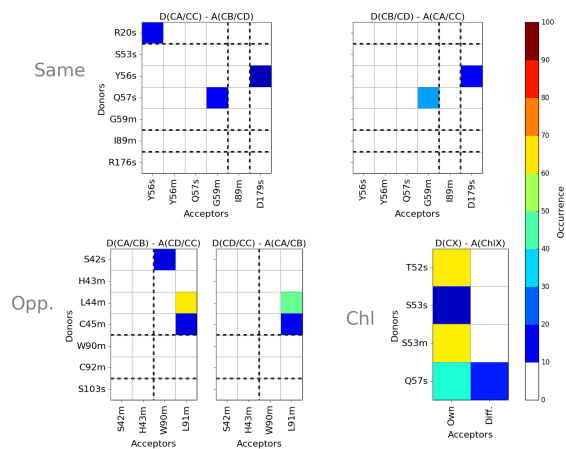 D(CA/CC) - A(CB/CD)
D(CB/CD) - A(CA/CC)
Same
Donors
R20s
S53s
Y56s
Q57s
G59m
I89m
R176s
Y56s Y56m Q57s G59m I89m D179s
Acceptors
Y56s Y56m Q57s G59m I89m D179s
Acceptors
100
90
80
70
60
50
40
30
20
10
0
Occurrence
D(CA/CB) - A(CD/CC)
D(CD/CC) - A(CA/CB)
D(CX) - A(ChlX)
Opp.
Donors
S42s
H43m
L44m
C45m
W90m
C92m
S103s
S42m H43m W90m L91m
Acceptors
S42m H43m W90m L91m
Acceptors
Chl
Donors
T52s
S53s
S53m
Q57s
Own Diff.
Acceptors